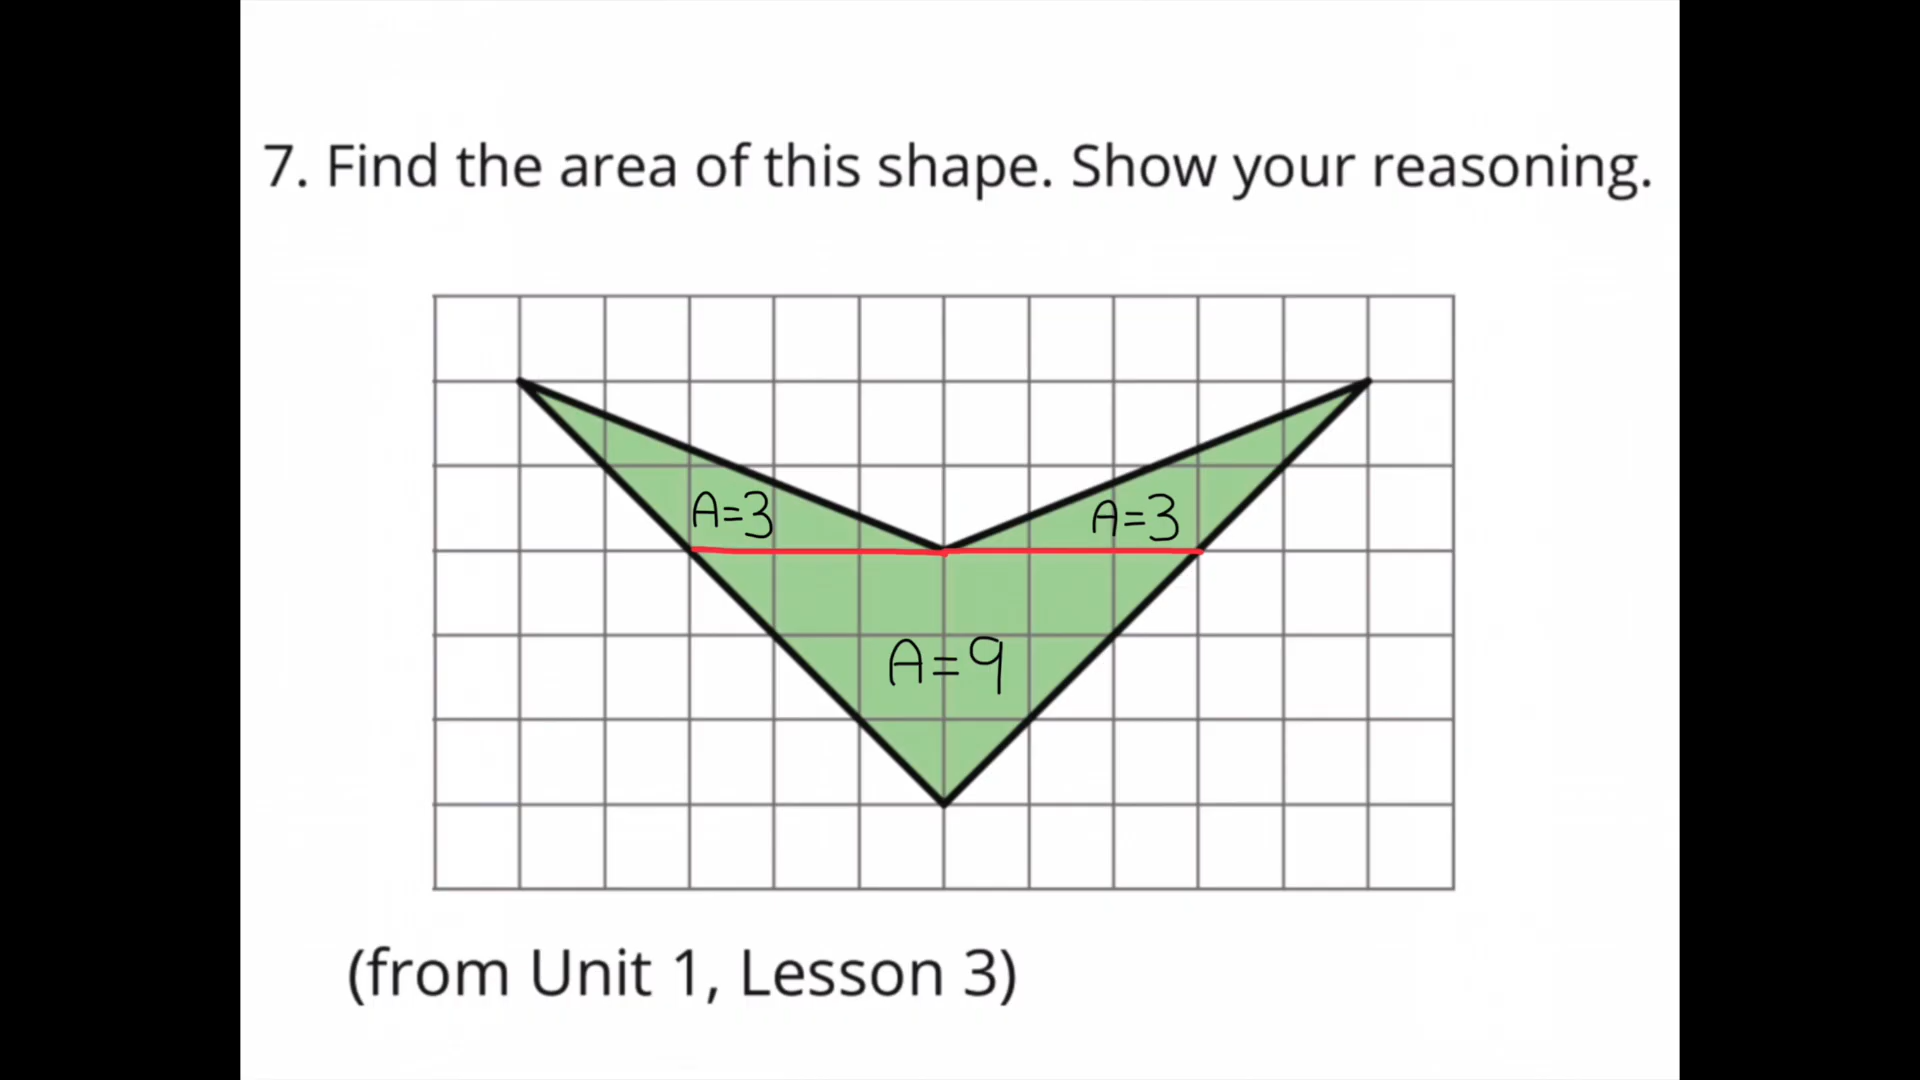 7. Find the area of this shape. Show your reasoning.
A=3
A=3
A=9
(from Unit 1, Lesson 3)